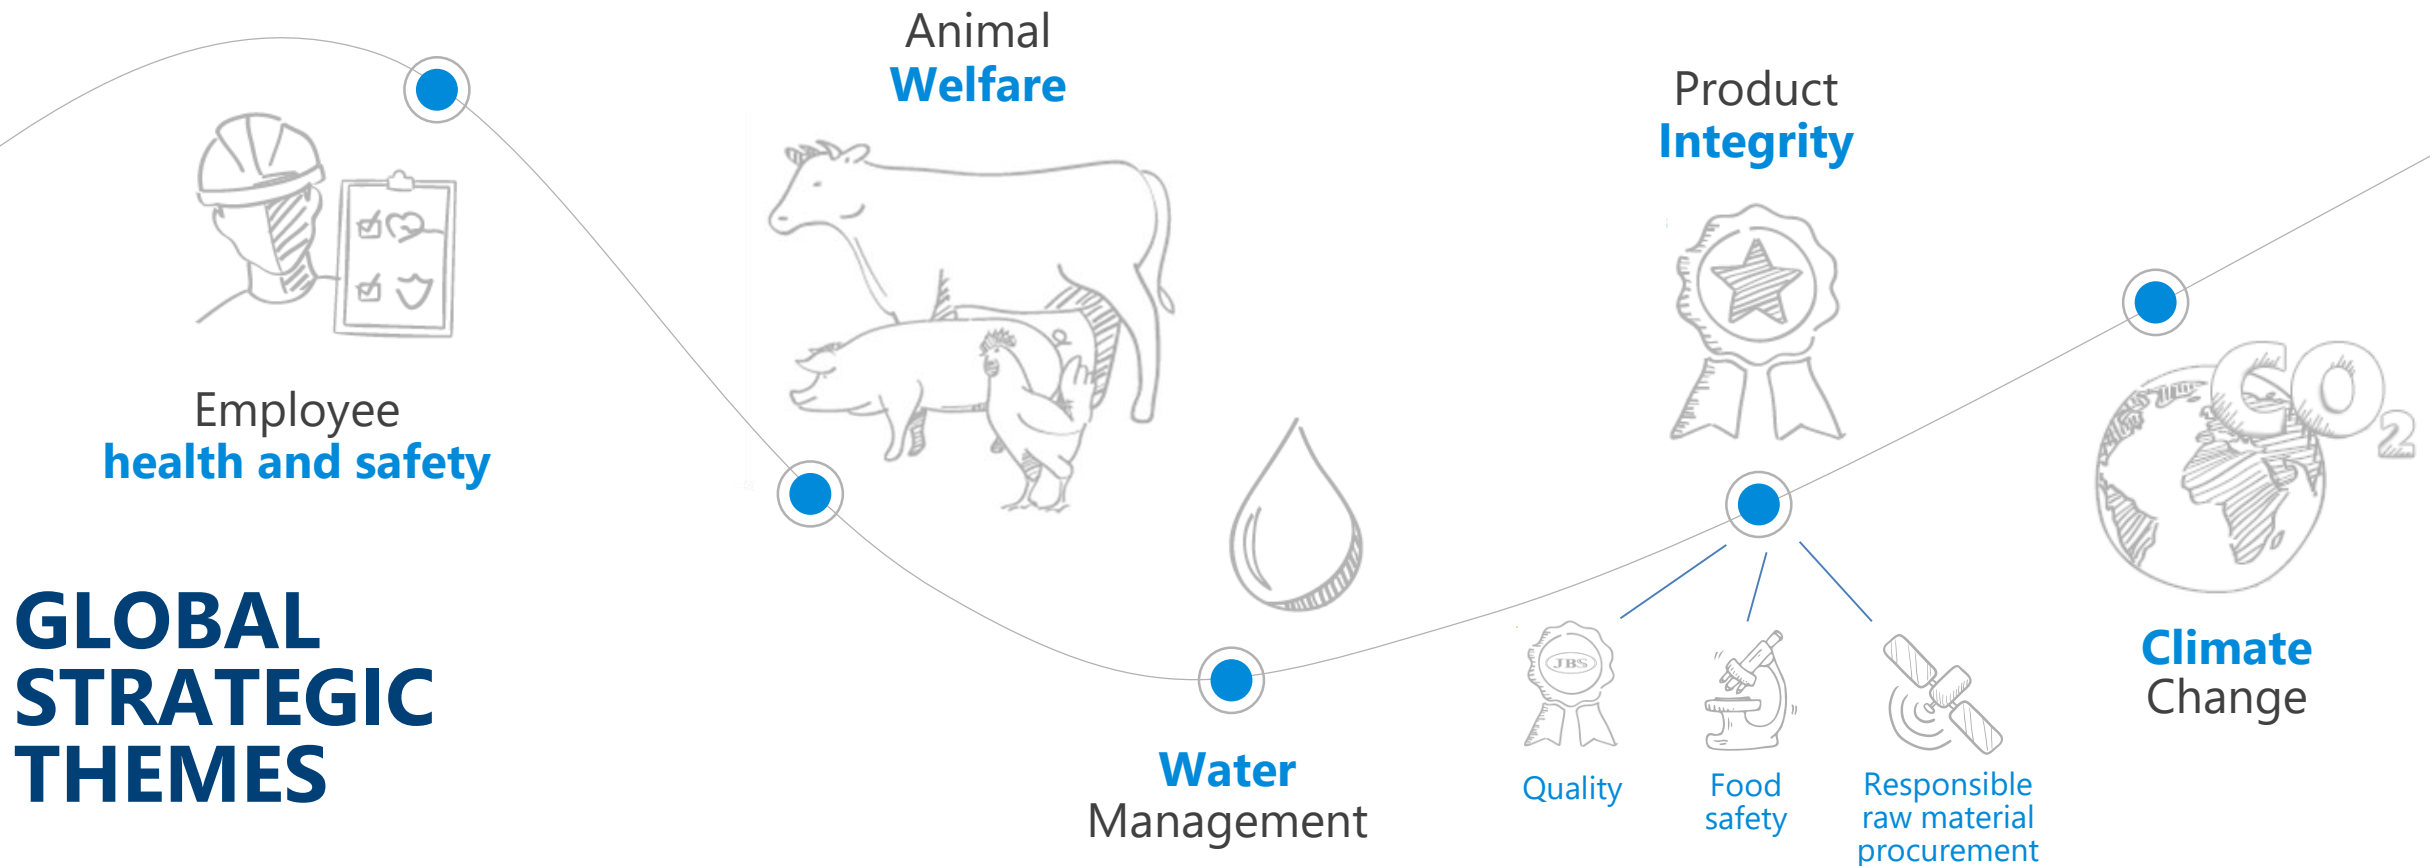 Employee
health and safety
Animal
Welfare
Water
Management
Product
Integrity
JBS
Quality
Food
safety
Responsible
raw material
procurement
CO2
Climate
Change
GLOBAL
STRATEGIC
THEMES